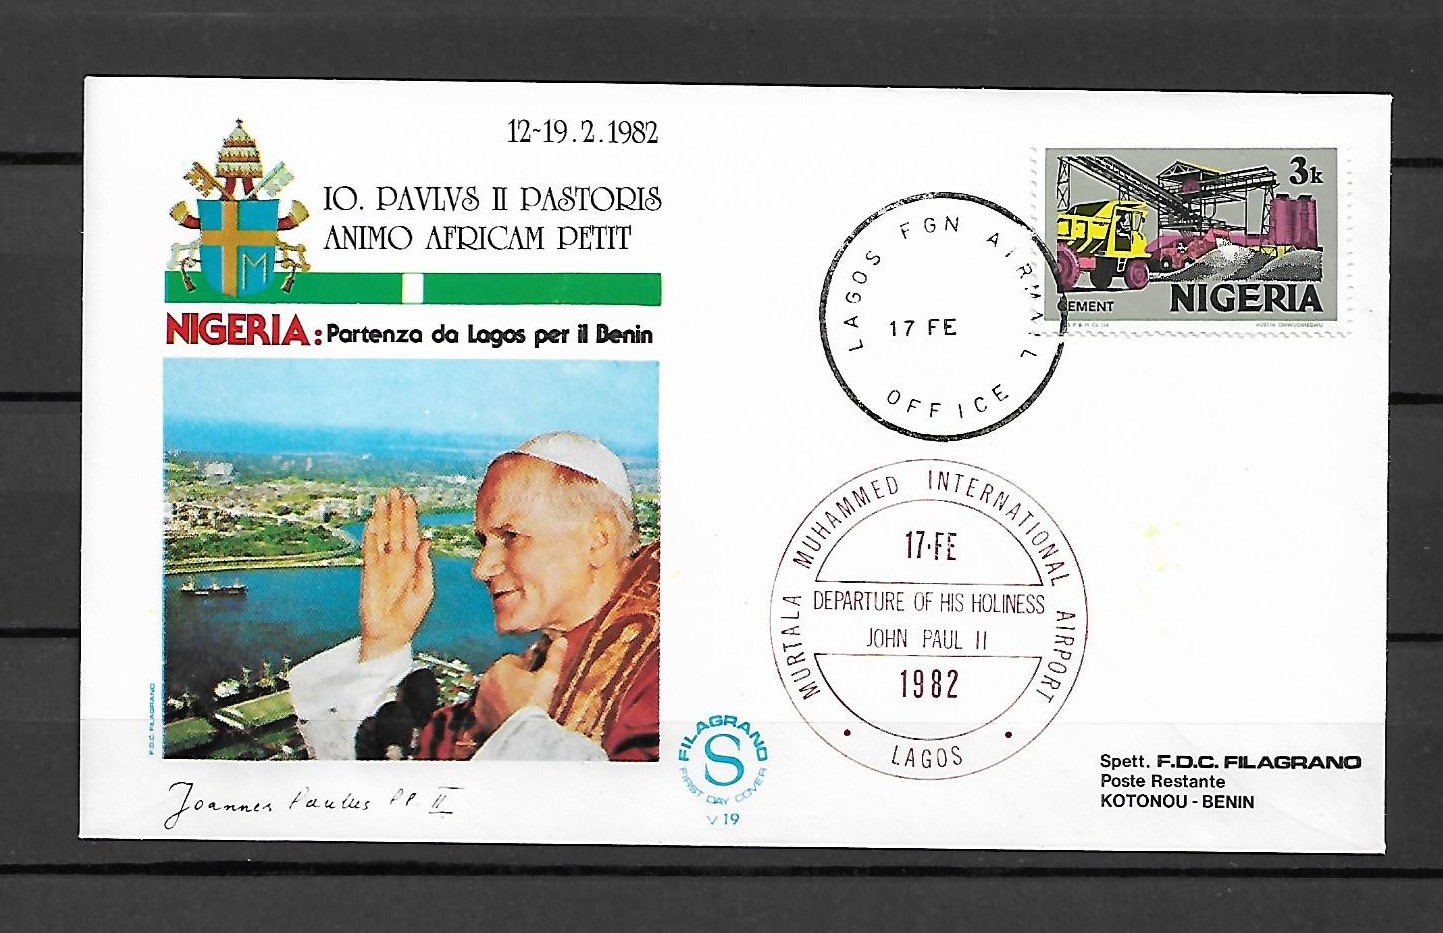 12-19.2.1982
IO. PAVLVS II PASTORIS
ANIMO AFRICAM PETIT
M
NIGERIA: Partenza da Lagos per il Benin
F.D.C. FILAGRANO
Joannes Paulus PP. II
FILAGRANO
S
FIRST DAY COVER
V 19
LAGOS FGN AIRMAIL
17 FE
OFFICE
3k
CEMENT
NIGERIA
AUSTIN ONWUDIMEGWU
MURTALA MUHAMMED INTERNATIONAL AIRPORT
17·FE
DEPARTURE OF HIS HOLINESS
JOHN PAUL II
1982
• LAGOS •
Spett. F.D.C. FILAGRANO
Poste Restante
KOTONOU - BENIN